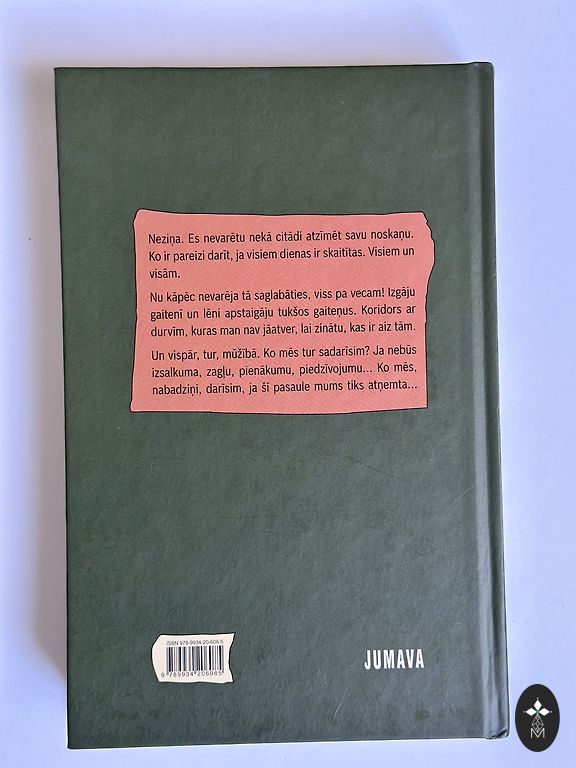 Neziņa. Es nevarētu nekā citādi atzīmēt savu noskaņu.
Ko ir pareizi darīt, ja visiem dienas ir skaitītas. Visiem un
visām.
Nu kāpēc nevarēja tā saglabāties, viss pa vecam! Izgāju
gaitenī un lēni apstaigāju tukšos gaiteņus. Koridors ar
durvīm, kuras man nav jāatver, lai zinātu, kas ir aiz tām.
Un vispār, tur, mūžībā. Ko mēs tur sadarīsim? Ja nebūs
izsalkuma, zagļu, pienākumu, piedzīvojumu... Ko mēs,
nabadziņi, darīsim, ja šī pasaule mums tiks atņemta...
ISBN 978-9934-20-608-5
9 789934 206085
JUMAVA